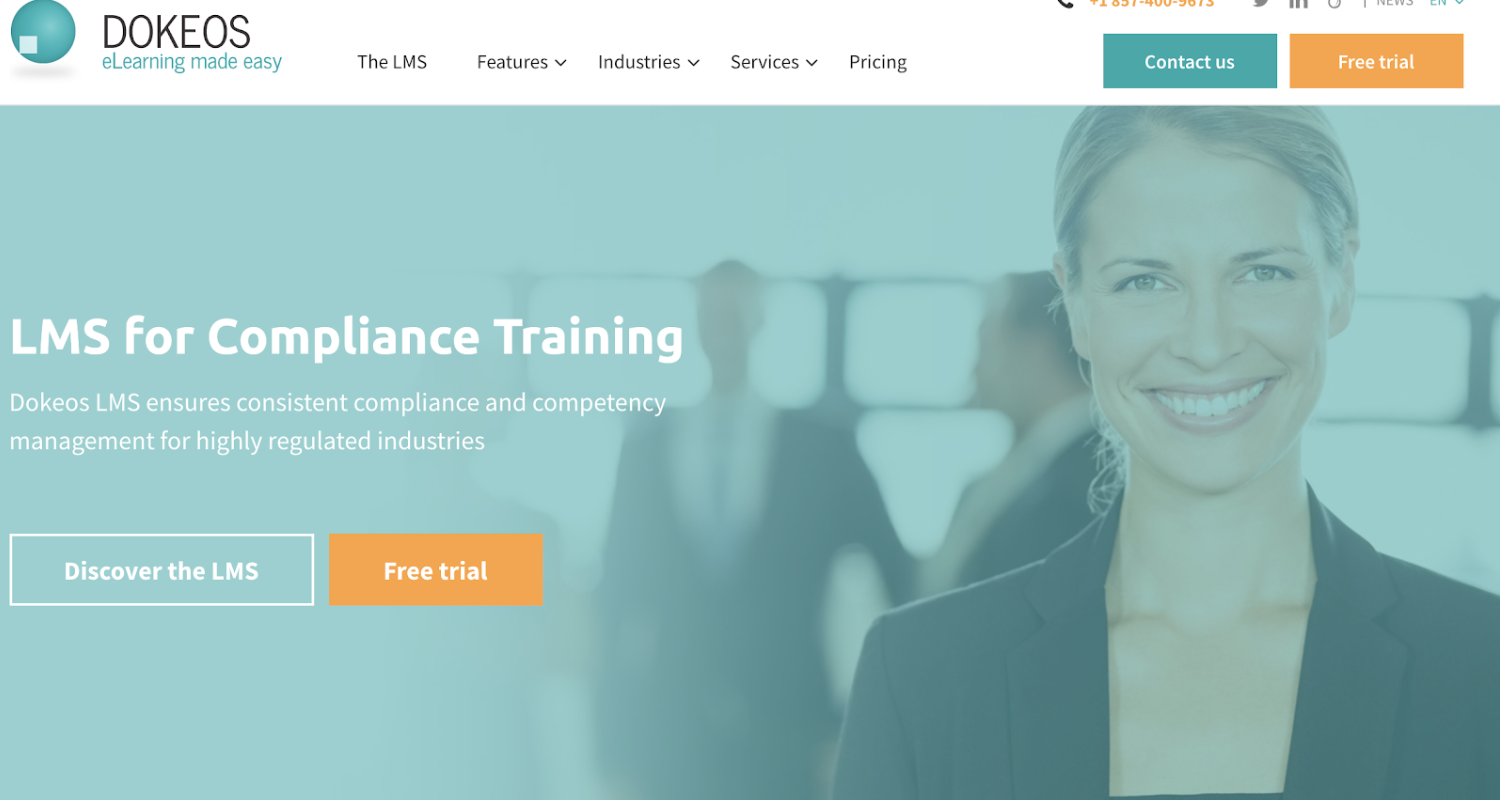 +1 857-400-9673
NEWS
EN
DOKEOS
eLearning made easy
The LMS
Features
Industries
Services
Pricing
Contact us
Free trial
LMS for Compliance Training
Dokeos LMS ensures consistent compliance and competency
management for highly regulated industries
Discover the LMS
Free trial